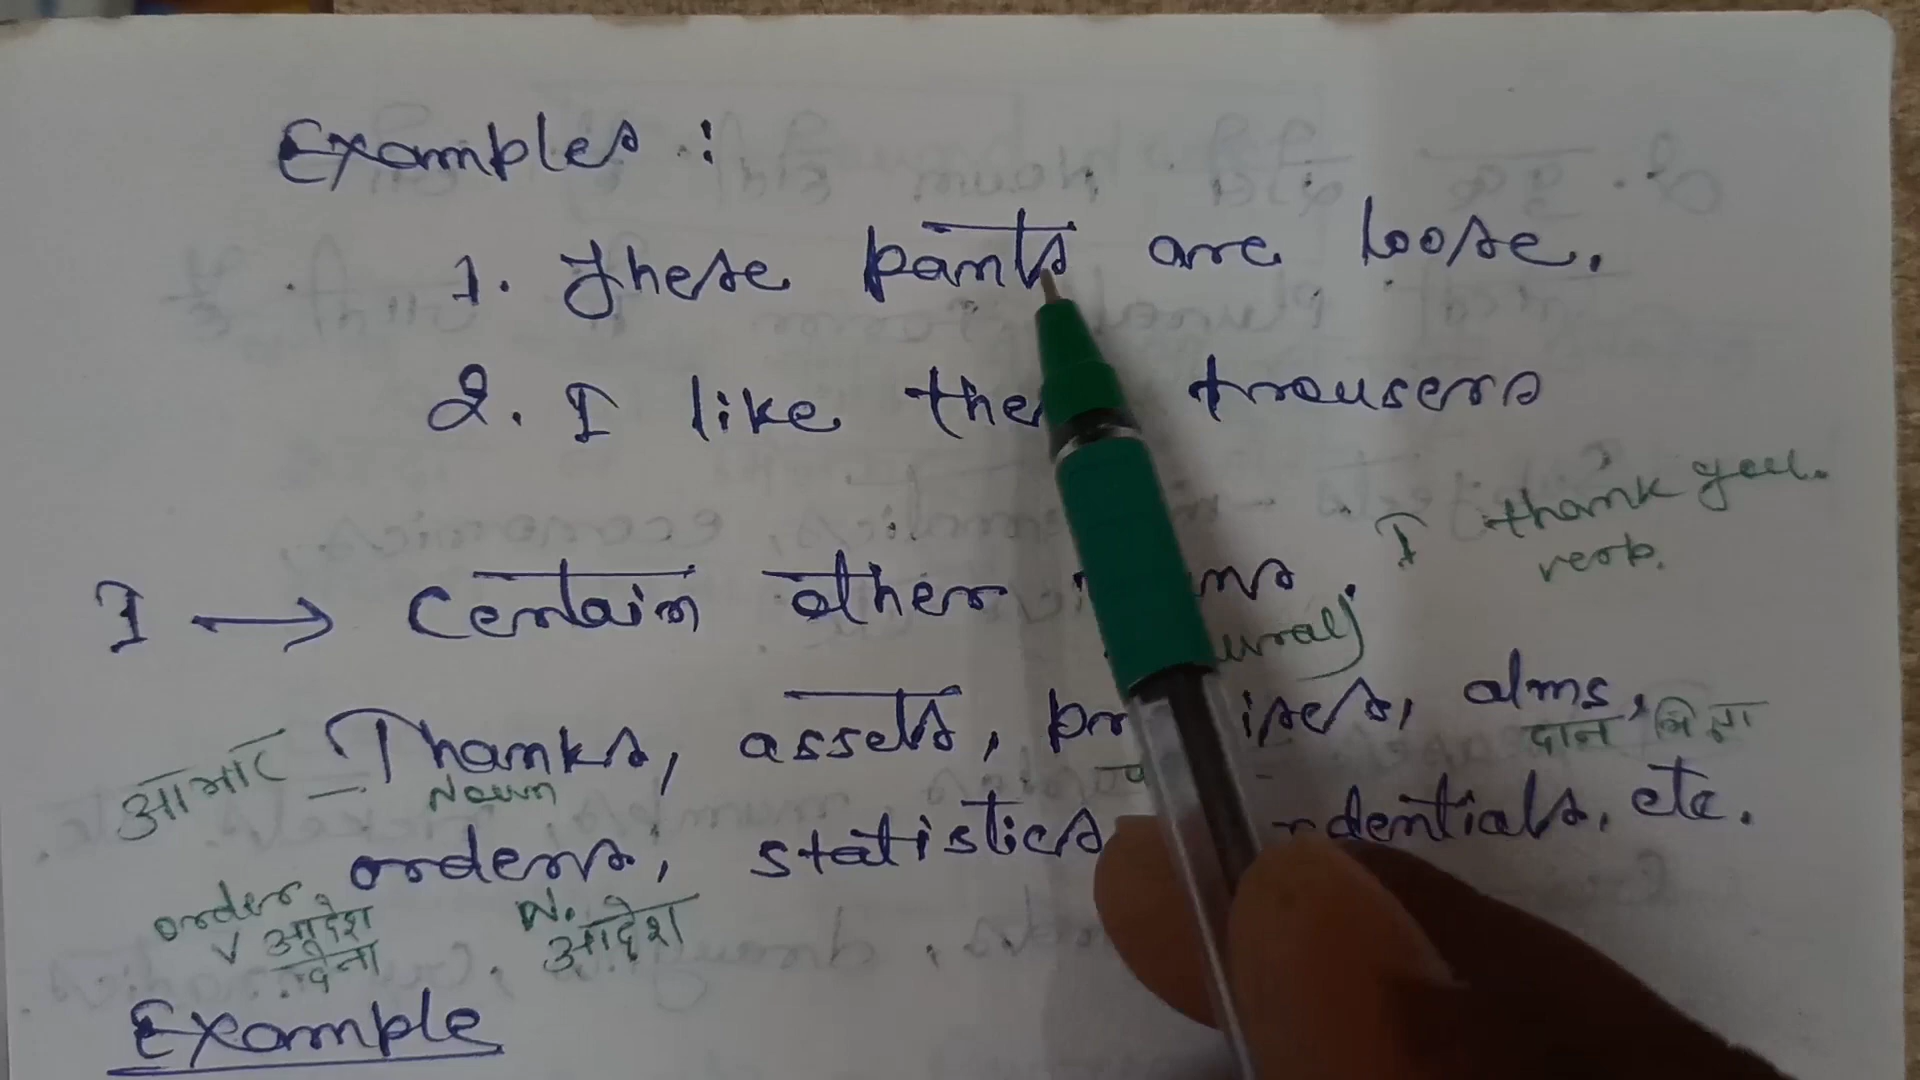 Examples :
1. These pants are loose.
2. I like the trousers
I thank you.
verb.
I → Certain other
आभार Thanks, assets, alms,
Noun दान
orders, statistics etc.
order N.
v आदेश आदेश
देना
Example